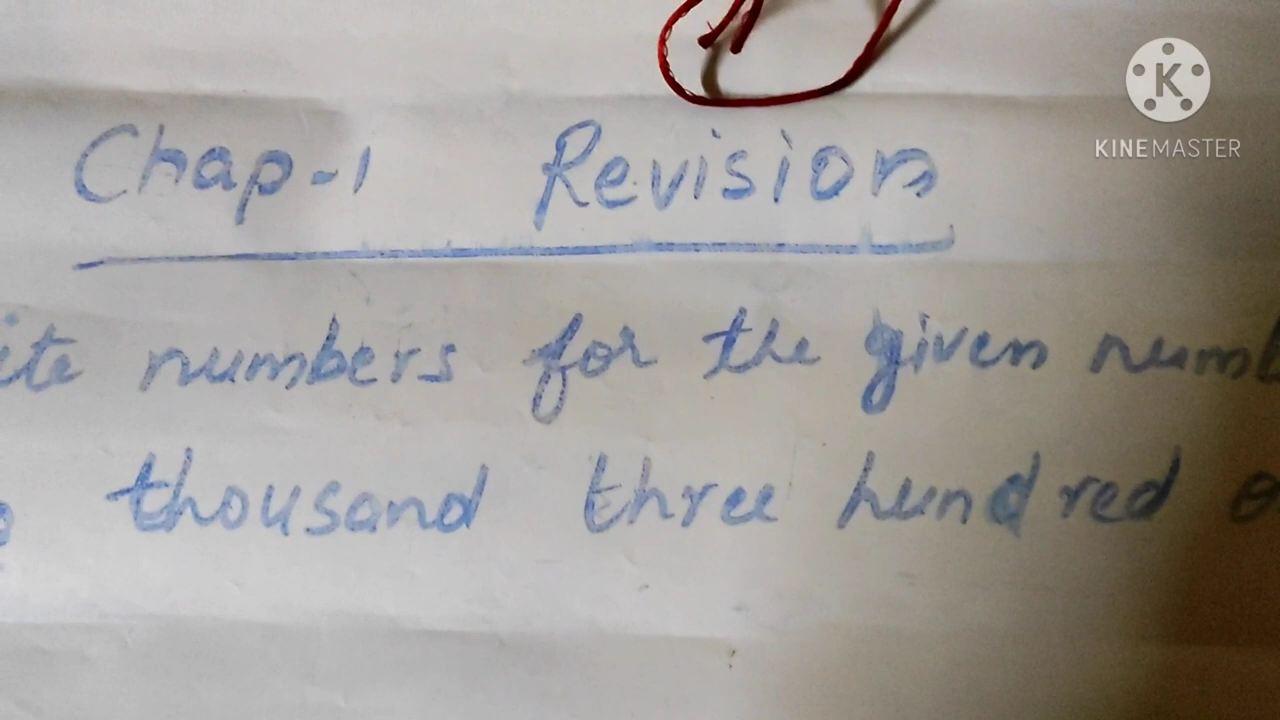 KINEMASTER
Chap-1 Revision
numbers for the given
thousand three hundred